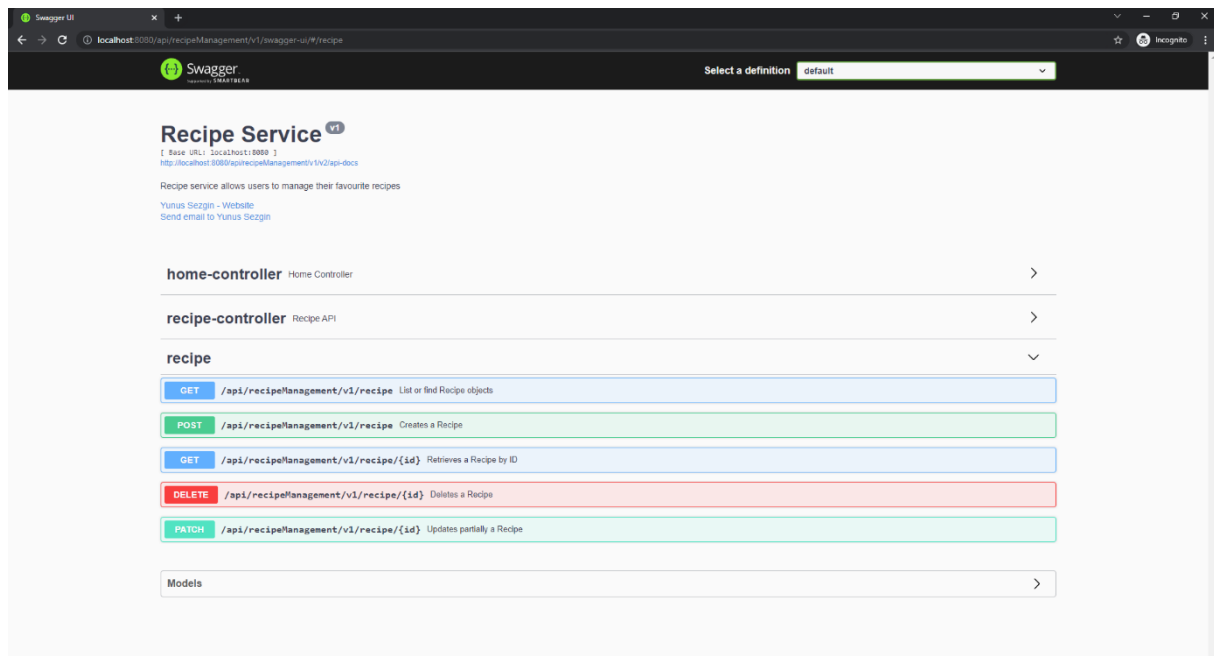 Swagger UI
localhost:8080/api/recipeManagement/v1/swagger-ui/#/recipe
Incognito
Swagger.
Supported by SMARTBEAR
Select a definition
default
Recipe Service v1
[ Base URL: localhost:8080 ]
http://localhost:8080/api/recipeManagement/v1/v2/api-docs
Recipe service allows users to manage their favourite recipes
Yunus Sezgin - Website
Send email to Yunus Sezgin
home-controller Home Controller
recipe-controller Recipe API
recipe
GET /api/recipeManagement/v1/recipe List or find Recipe objects
POST /api/recipeManagement/v1/recipe Creates a Recipe
GET /api/recipeManagement/v1/recipe/{id} Retrieves a Recipe by ID
DELETE /api/recipeManagement/v1/recipe/{id} Deletes a Recipe
PATCH /api/recipeManagement/v1/recipe/{id} Updates partially a Recipe
Models